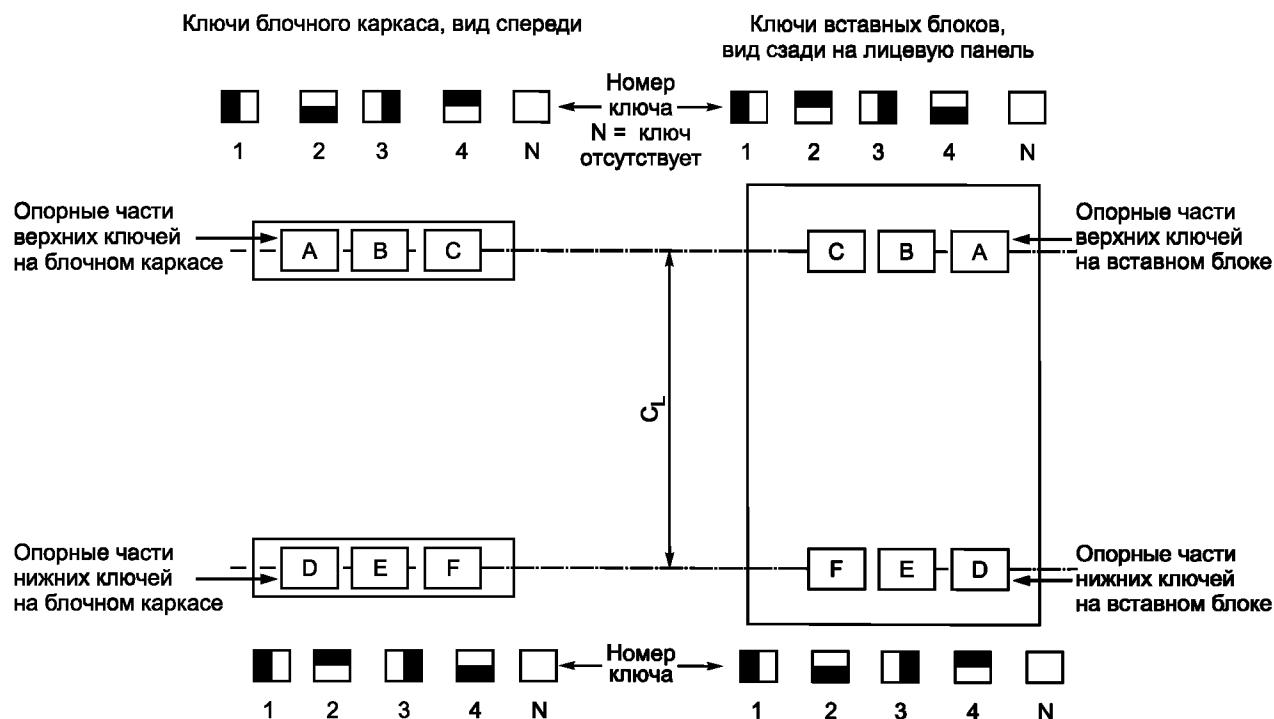 Ключи блочного каркаса, вид спереди
Ключи вставных блоков,
вид сзади на лицевую панель
Номер
ключа
N = ключ
отсутствует
1 2 3 4 N
1 2 3 4 N
Опорные части
верхних ключей
на блочном каркасе
A B C
C B A
Опорные части
верхних ключей
на вставном блоке
CL
Опорные части
нижних ключей
на блочном каркасе
D E F
F E D
Опорные части
нижних ключей
на вставном блоке
Номер
ключа
1 2 3 4 N
1 2 3 4 N